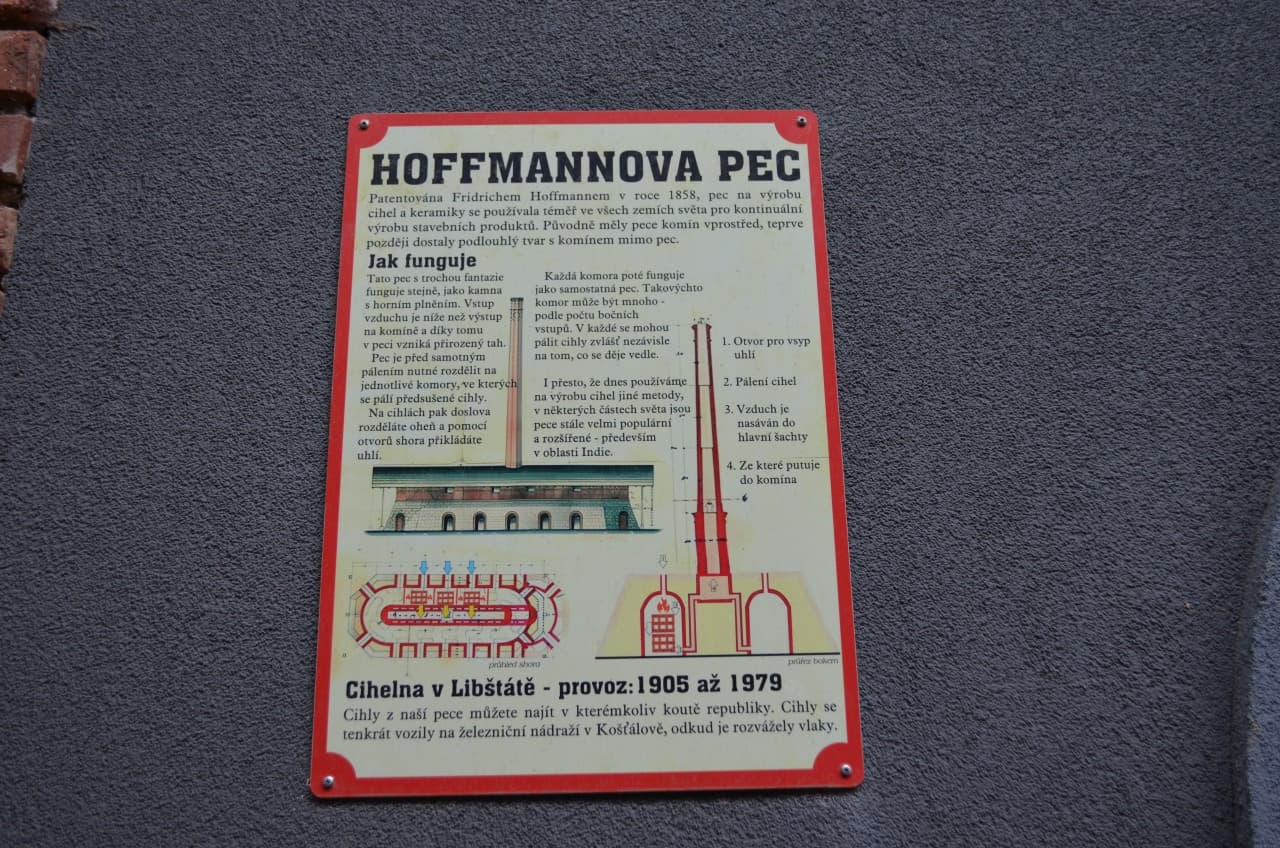 HOFFMANNOVA PEC
Patentována Fridrichem Hoffmannem v roce 1858, pec na výrobu
cihel a keramiky se používala téměř ve všech zemích světa pro kontinuální
výrobu stavebních produktů. Původně měly pece komín vprostřed, teprve
později dostaly podlouhlý tvar s komínem mimo pec.
Jak funguje
Tato pec s trochou fantazie
funguje stejně, jako kamna
s horním plněním. Vstup
vzduchu je níže než výstup
na komíně a díky tomu
v peci vzniká přirozený tah.
Pec je před samotným
pálením nutné rozdělit na
jednotlivé komory, ve kterých
se pálí předsušené cihly.
Na cihlách pak doslova
rozděláte oheň a pomocí
otvorů shora přikládáte
uhlí.
Každá komora poté funguje
jako samostatná pec. Takovýchto
komor může být mnoho -
podle počtu bočních
vstupů. V každé se mohou
pálit cihly zvlášť nezávisle
na tom, co se děje vedle.
I přesto, že dnes používáme
na výrobu cihel jiné metody,
v některých částech světa jsou
pece stále velmi populární
a rozšířené - především
v oblasti Indie.
1. Otvor pro vsyp
uhlí
2. Pálení cihel
3. Vzduch je
nasáván do
hlavní šachty
4. Ze které putuje
do komína
průhled shora
průřez bokem
Cihelna v Libštátě - provoz:1905 až 1979
Cihly z naší pece můžete najít v kterémkoliv koutě republiky. Cihly se
tenkrát vozily na železniční nádraží v Košťálově, odkud je rozvážely vlaky.